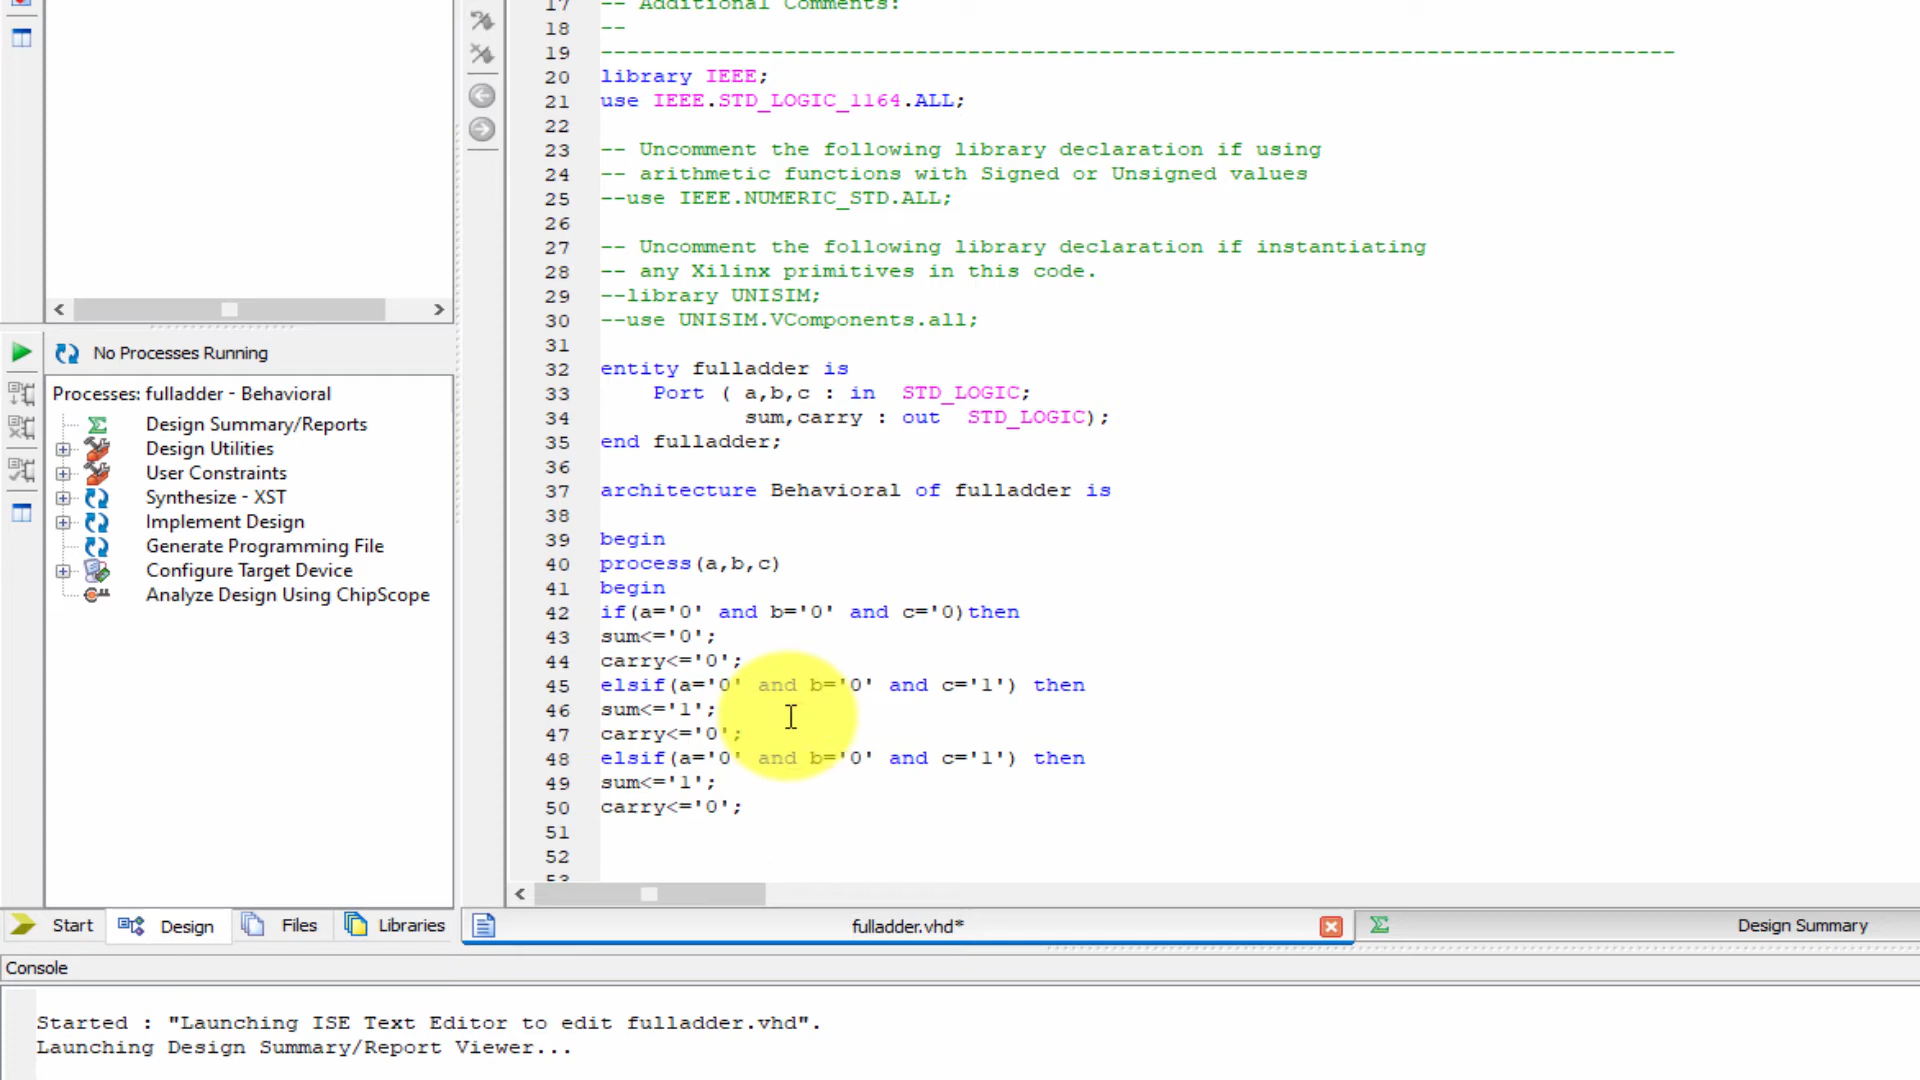 17 -- Additional Comments:
18 --
19 ----------------------------------------------------------------------------------
20 library IEEE;
21 use IEEE.STD_LOGIC_1164.ALL;
22
23 -- Uncomment the following library declaration if using
24 -- arithmetic functions with Signed or Unsigned values
25 --use IEEE.NUMERIC_STD.ALL;
26
27 -- Uncomment the following library declaration if instantiating
28 -- any Xilinx primitives in this code.
29 --library UNISIM;
30 --use UNISIM.VComponents.all;
31
32 entity fulladder is
33     Port ( a,b,c : in  STD_LOGIC;
34            sum,carry : out  STD_LOGIC);
35 end fulladder;
36
37 architecture Behavioral of fulladder is
38
39 begin
40 process(a,b,c)
41 begin
42 if(a='0' and b='0' and c='0)then
43 sum<='0';
44 carry<='0';
45 elsif(a='0' and b='0' and c='1') then
46 sum<='1';
47 carry<='0';
48 elsif(a='0' and b='0' and c='1') then
49 sum<='1';
50 carry<='0';
51
52
53
No Processes Running
Processes: fulladder - Behavioral
Design Summary/Reports
Design Utilities
User Constraints
Synthesize - XST
Implement Design
Generate Programming File
Configure Target Device
Analyze Design Using ChipScope
Start Design Files Libraries
fulladder.vhd* Design Summary
Console
Started : "Launching ISE Text Editor to edit fulladder.vhd".
Launching Design Summary/Report Viewer...